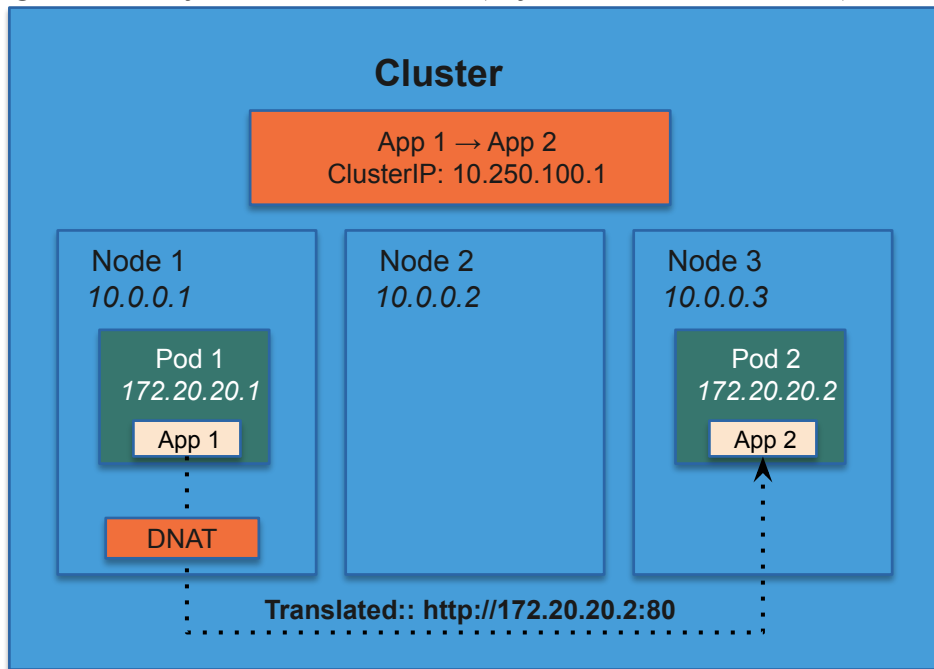 Cluster
App 1 → App 2
ClusterIP: 10.250.100.1
Node 1
10.0.0.1
Pod 1
172.20.20.1
App 1
DNAT
Node 2
10.0.0.2
Node 3
10.0.0.3
Pod 2
172.20.20.2
App 2
Translated:: http://172.20.20.2:80